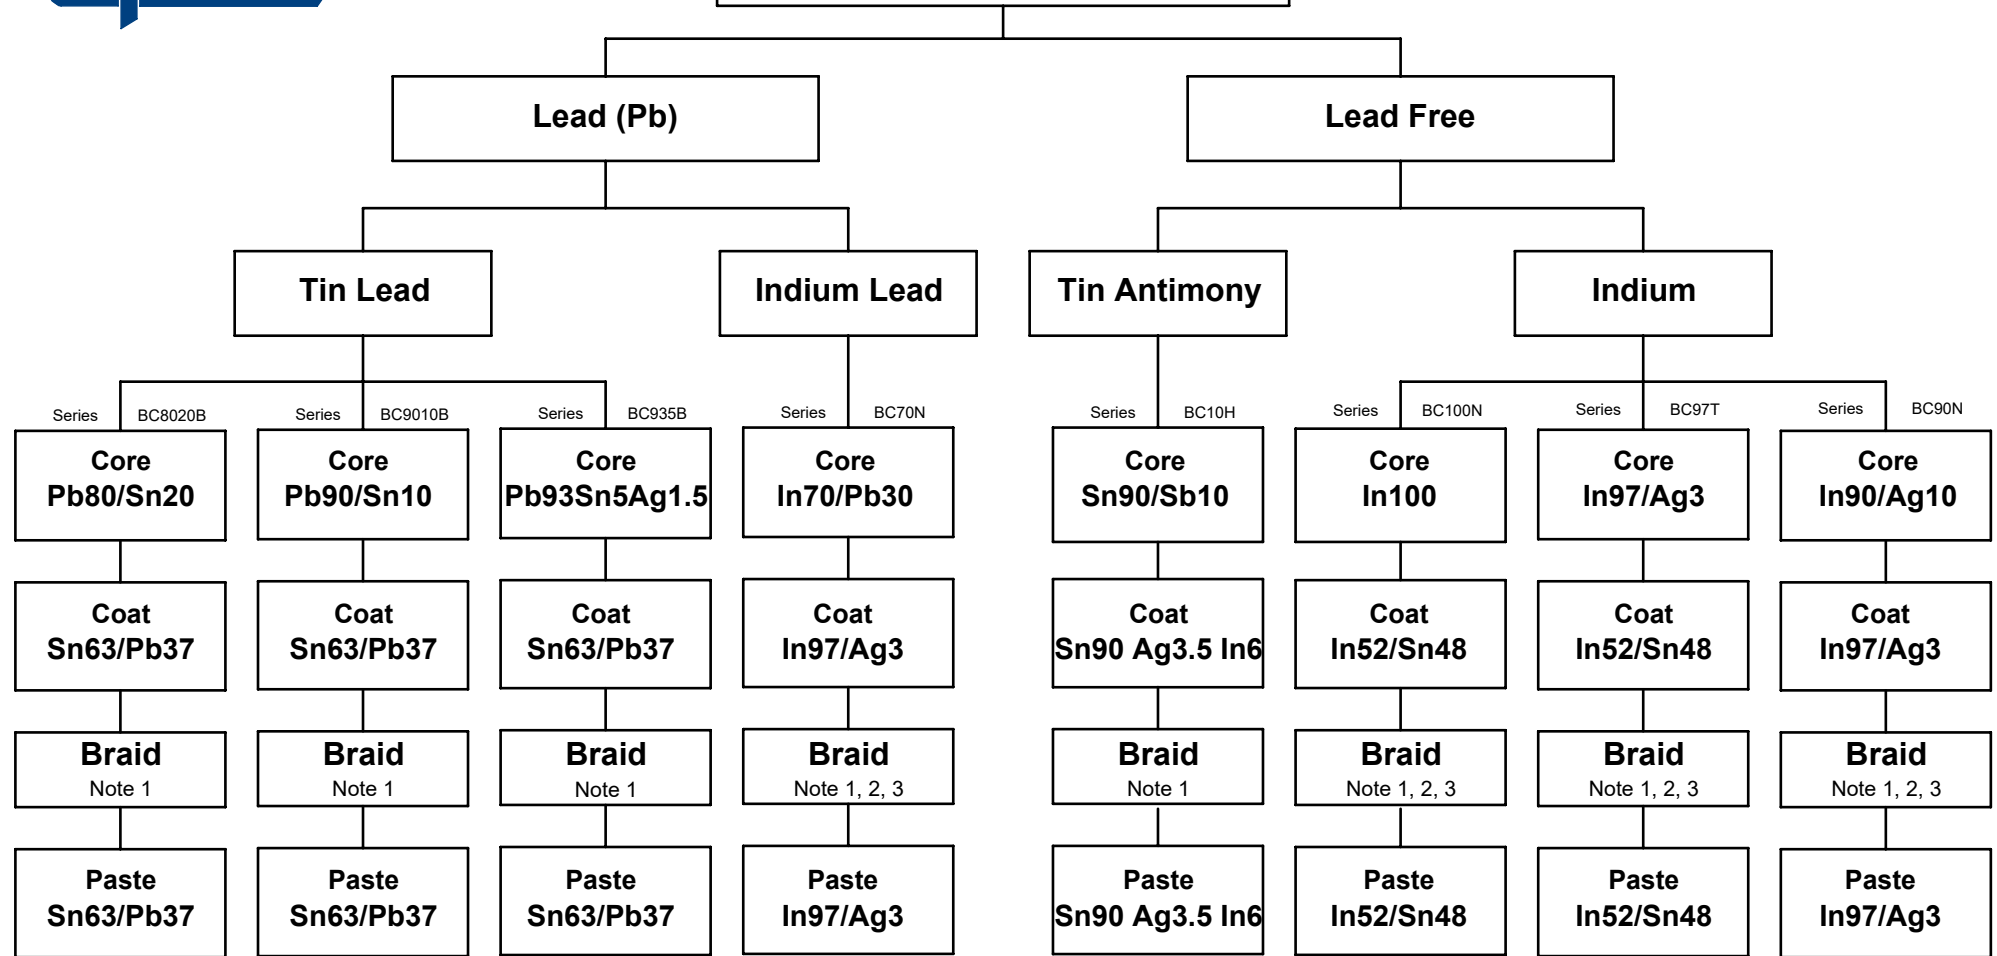 Lead (Pb)
Lead Free
Tin Lead
Indium Lead
Tin Antimony
Indium
Series BC8020B
Series BC9010B
Series BC935B
Series BC70N
Series BC10H
Series BC100N
Series BC97T
Series BC90N
Core
Pb80/Sn20
Core
Pb90/Sn10
Core
Pb93Sn5Ag1.5
Core
In70/Pb30
Core
Sn90/Sb10
Core
In100
Core
In97/Ag3
Core
In90/Ag10
Coat
Sn63/Pb37
Coat
Sn63/Pb37
Coat
Sn63/Pb37
Coat
In97/Ag3
Coat
Sn90 Ag3.5 In6
Coat
In52/Sn48
Coat
In52/Sn48
Coat
In97/Ag3
Braid
Note 1
Braid
Note 1
Braid
Note 1
Braid
Note 1, 2, 3
Braid
Note 1
Braid
Note 1, 2, 3
Braid
Note 1, 2, 3
Braid
Note 1, 2, 3
Paste
Sn63/Pb37
Paste
Sn63/Pb37
Paste
Sn63/Pb37
Paste
In97/Ag3
Paste
Sn90 Ag3.5 In6
Paste
In52/Sn48
Paste
In52/Sn48
Paste
In97/Ag3